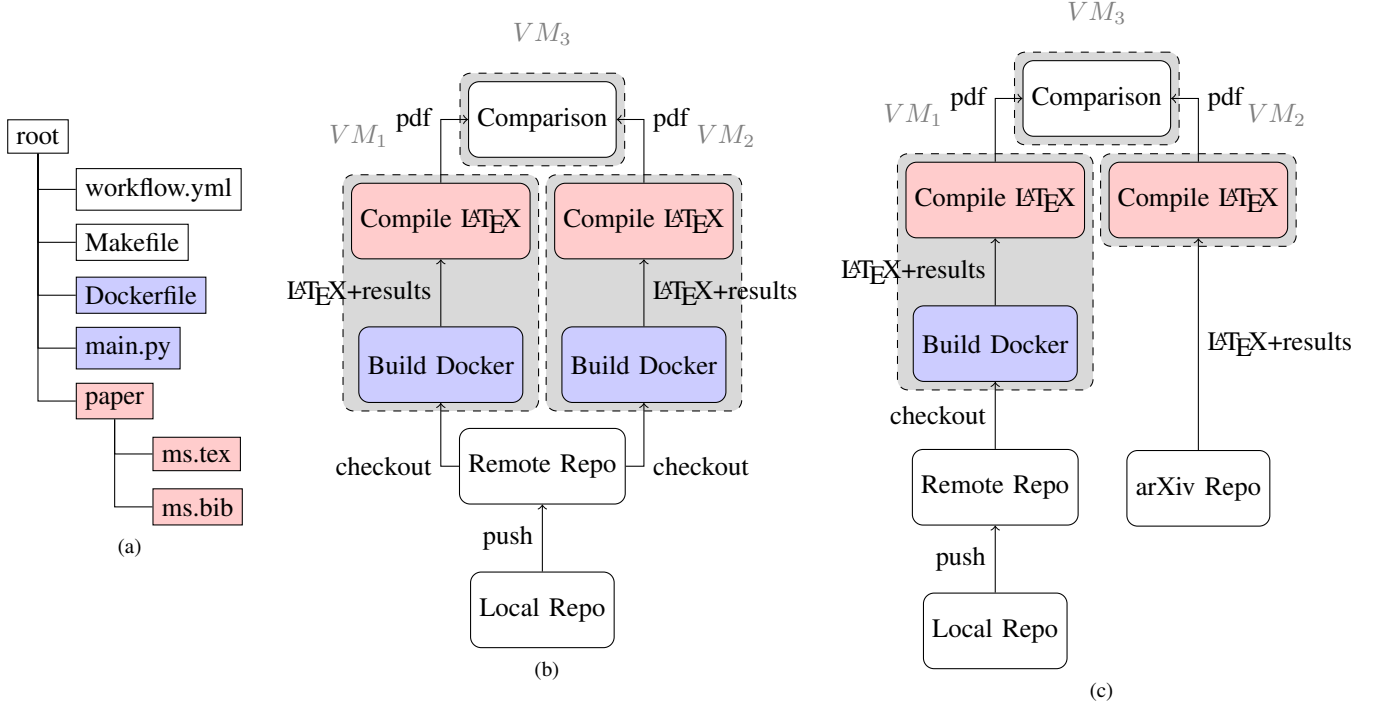 root
workflow.yml
Makefile
Dockerfile
main.py
paper
ms.tex
ms.bib
(a)
VM3
Comparison
pdf
pdf
VM1
VM2
Compile LATEX
Compile LATEX
LATEX+results
LATEX+results
Build Docker
Build Docker
checkout
Remote Repo
checkout
push
Local Repo
(b)
VM3
Comparison
pdf
pdf
VM1
VM2
Compile LATEX
Compile LATEX
LATEX+results
Build Docker
LATEX+results
checkout
Remote Repo
arXiv Repo
push
Local Repo
(c)